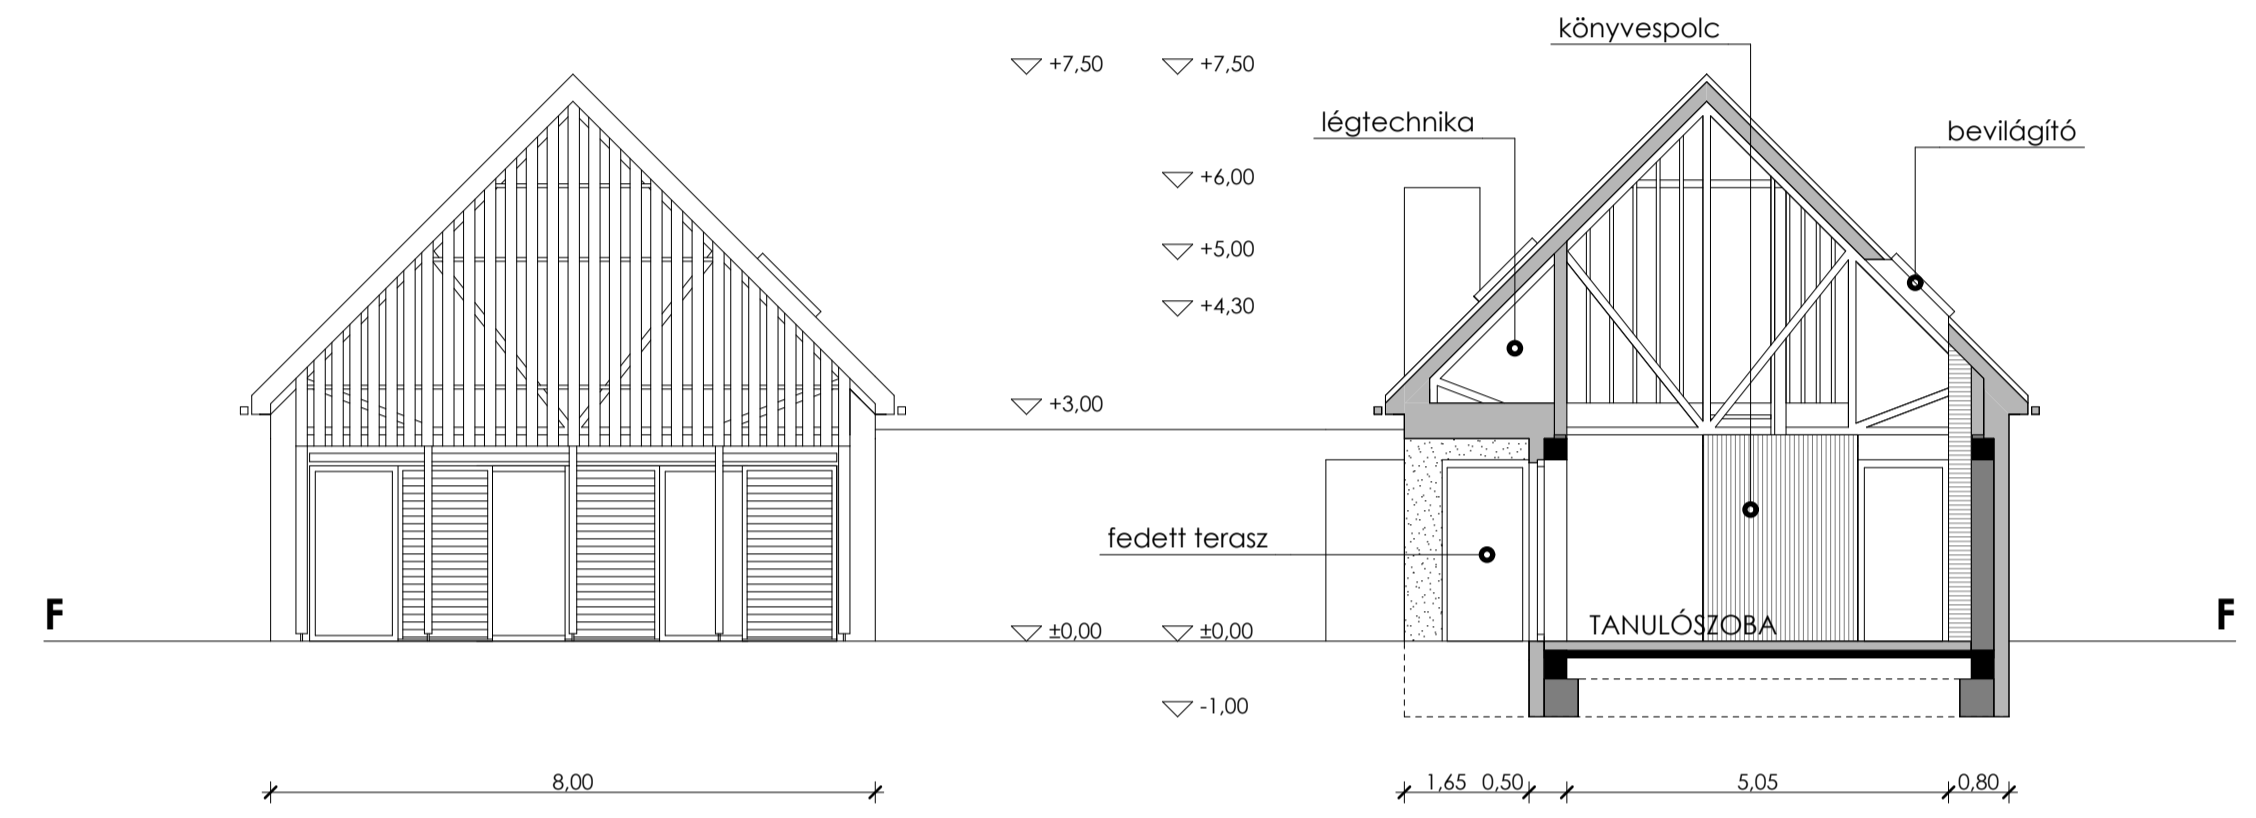 könyvespolc
+7,50
+7,50
légtechnika
bevilágító
+6,00
+5,00
+4,30
+3,00
fedett terasz
F
±0,00
±0,00
TANULÓSZOBA
F
-1,00
8,00
1,65
0,50
5,05
0,80